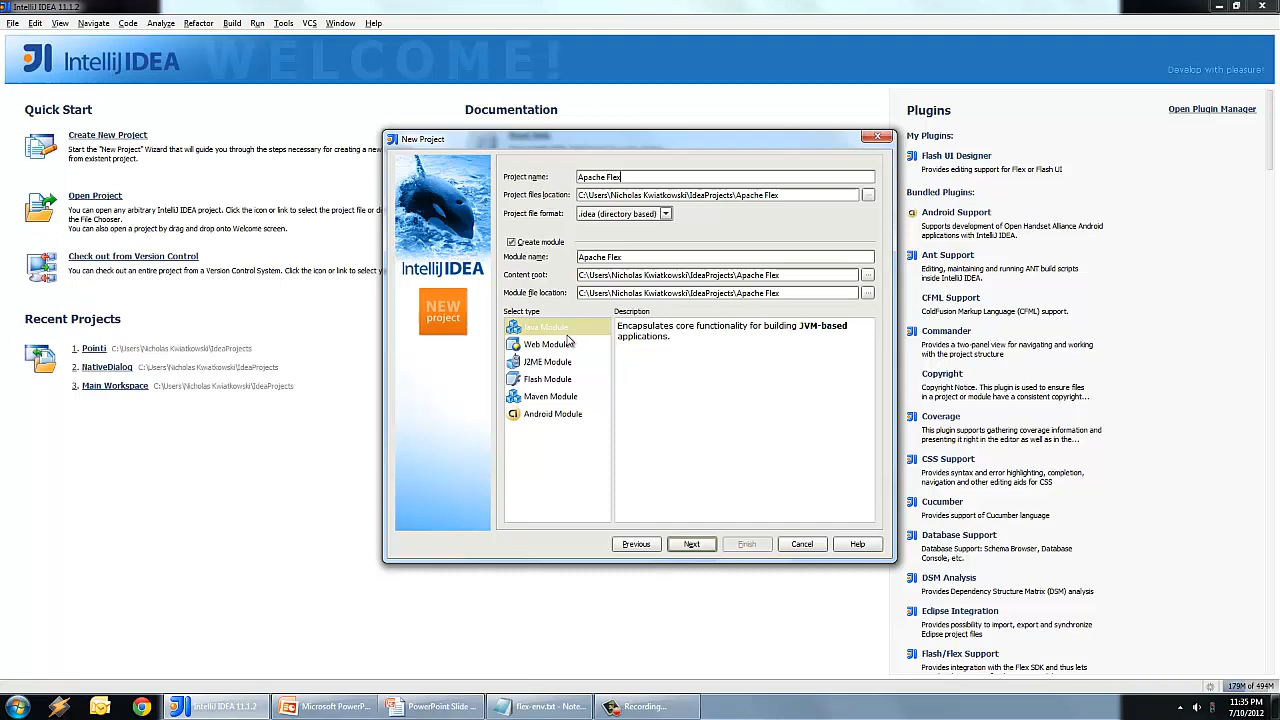 IntelliJ IDEA 11.1.2
File Edit View Navigate Code Analyze Refactor Build Run Tools VCS Window Help
IntelliJ IDEA
WELCOME!
Develop with pleasure!
Quick Start
Create New Project
Start the "New Project" Wizard that will guide you through the steps necessary for creating a new
from existent project.
Open Project
You can open any arbitrary IntelliJ IDEA project. Click the icon or link to select the project file or
the File Chooser.
You can also open a project by drag and drop onto Welcome screen.
Check out from Version Control
You can check out an entire project from a Version Control System. Click the icon or link to select
Recent Projects
1. Pointi C:\Users\Nicholas Kwiatkowski\IdeaProjects
2. NativeDialog C:\Users\Nicholas Kwiatkowski\IdeaProjects
3. Main Workspace C:\Users\Nicholas Kwiatkowski\IdeaProjects
Documentation
New Project
IntelliJ IDEA
NEW
project
Project name: Apache Flex
Project files location: C:\Users\Nicholas Kwiatkowski\IdeaProjects\Apache Flex ...
Project file format: .idea (directory based)
Create module
Module name: Apache Flex
Content root: C:\Users\Nicholas Kwiatkowski\IdeaProjects\Apache Flex ...
Module file location: C:\Users\Nicholas Kwiatkowski\IdeaProjects\Apache Flex ...
Select type
Java Module
Web Module
J2ME Module
Flash Module
Maven Module
Android Module
Description
Encapsulates core functionality for building JVM-based
applications.
Previous Next Finish Cancel Help
Plugins
Open Plugin Manager
My Plugins:
Flash UI Designer
Provides editing support for Flex or Flash UI
Bundled Plugins:
Android Support
Supports development of Open Handset Alliance Android
applications with IntelliJ IDEA.
Ant Support
Editing, maintaining and running ANT build scripts
inside IntelliJ IDEA.
CFML Support
ColdFusion Markup Language (CFML) support.
Commander
Provides a two-panel view for navigating and working
with the project structure
Copyright
Copyright Notice. This plugin is used to ensure files
in a project or module have a consistent copyright...
Coverage
This plugin supports gathering coverage information and
presenting it right in the editor as well as in the...
CSS Support
Provides syntax and error highlighting, completion,
navigation and other editing aids for CSS
Cucumber
Provides support of Cucumber language
Database Support
Database Support: Schema Browser, Database
Console, etc.
DSM Analysis
Provides Dependency Structure Matrix (DSM) analysis
Eclipse Integration
Provides possibility to import, export and synchronize
Eclipse project files
Flash/Flex Support
Provides integration with the Flex SDK and thus lets
179M of 494M
IntelliJ IDEA 11.1.2
Microsoft PowerP...
PowerPoint Slide ...
flex-env.txt - Note...
Recording...
11:35 PM
7/10/2012